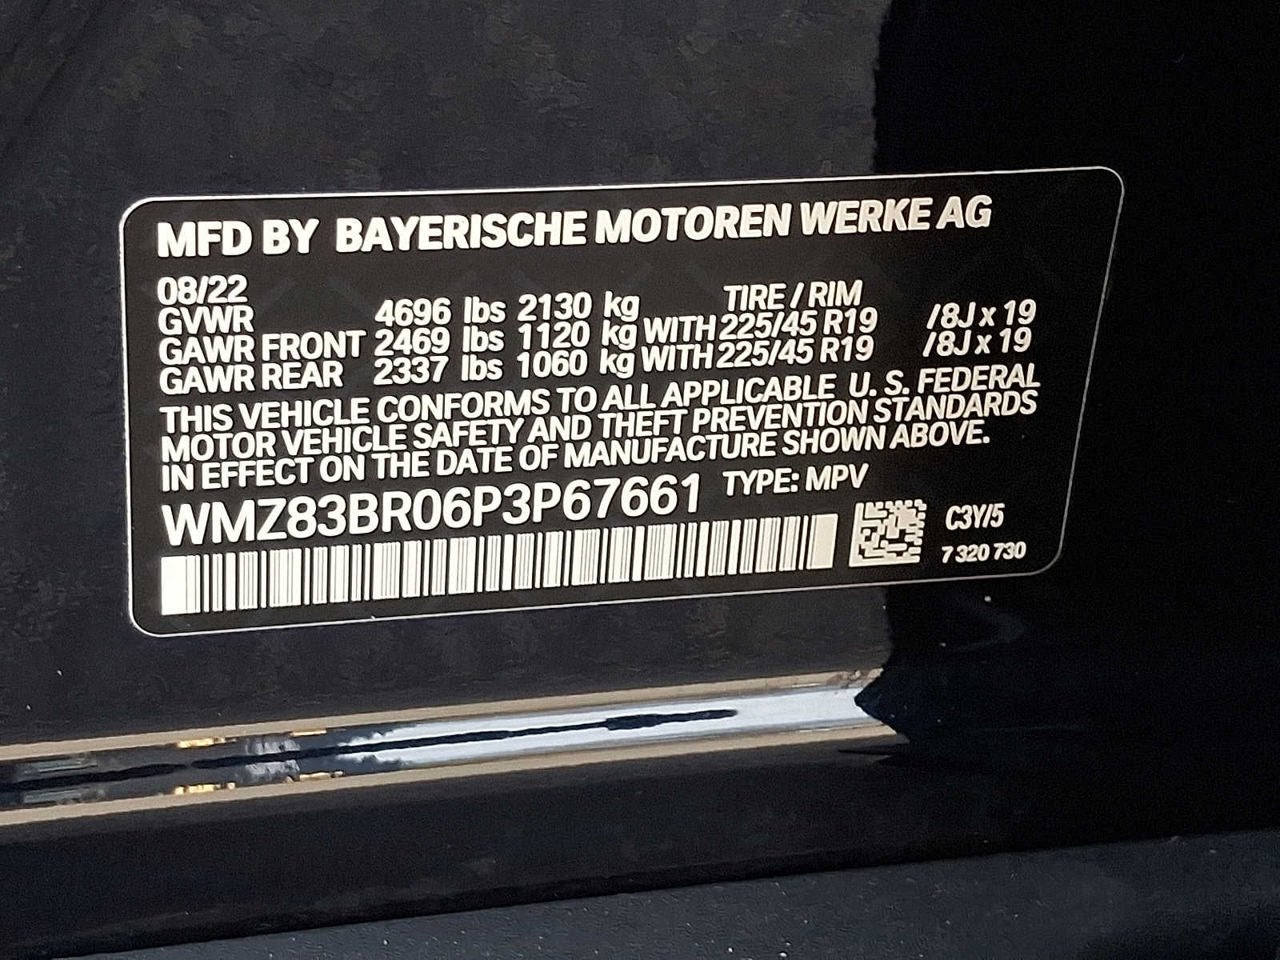 MFD BY BAYERISCHE MOTOREN WERKE AG
08/22 TIRE / RIM
GVWR 4696 lbs 2130 kg
GAWR FRONT 2469 lbs 1120 kg WITH 225/45 R19 /8J x 19
GAWR REAR 2337 lbs 1060 kg WITH 225/45 R19 /8J x 19
THIS VEHICLE CONFORMS TO ALL APPLICABLE U. S. FEDERAL
MOTOR VEHICLE SAFETY AND THEFT PREVENTION STANDARDS
IN EFFECT ON THE DATE OF MANUFACTURE SHOWN ABOVE.
WMZ83BR06P3P67661 TYPE: MPV
C3Y/5
7 320 730